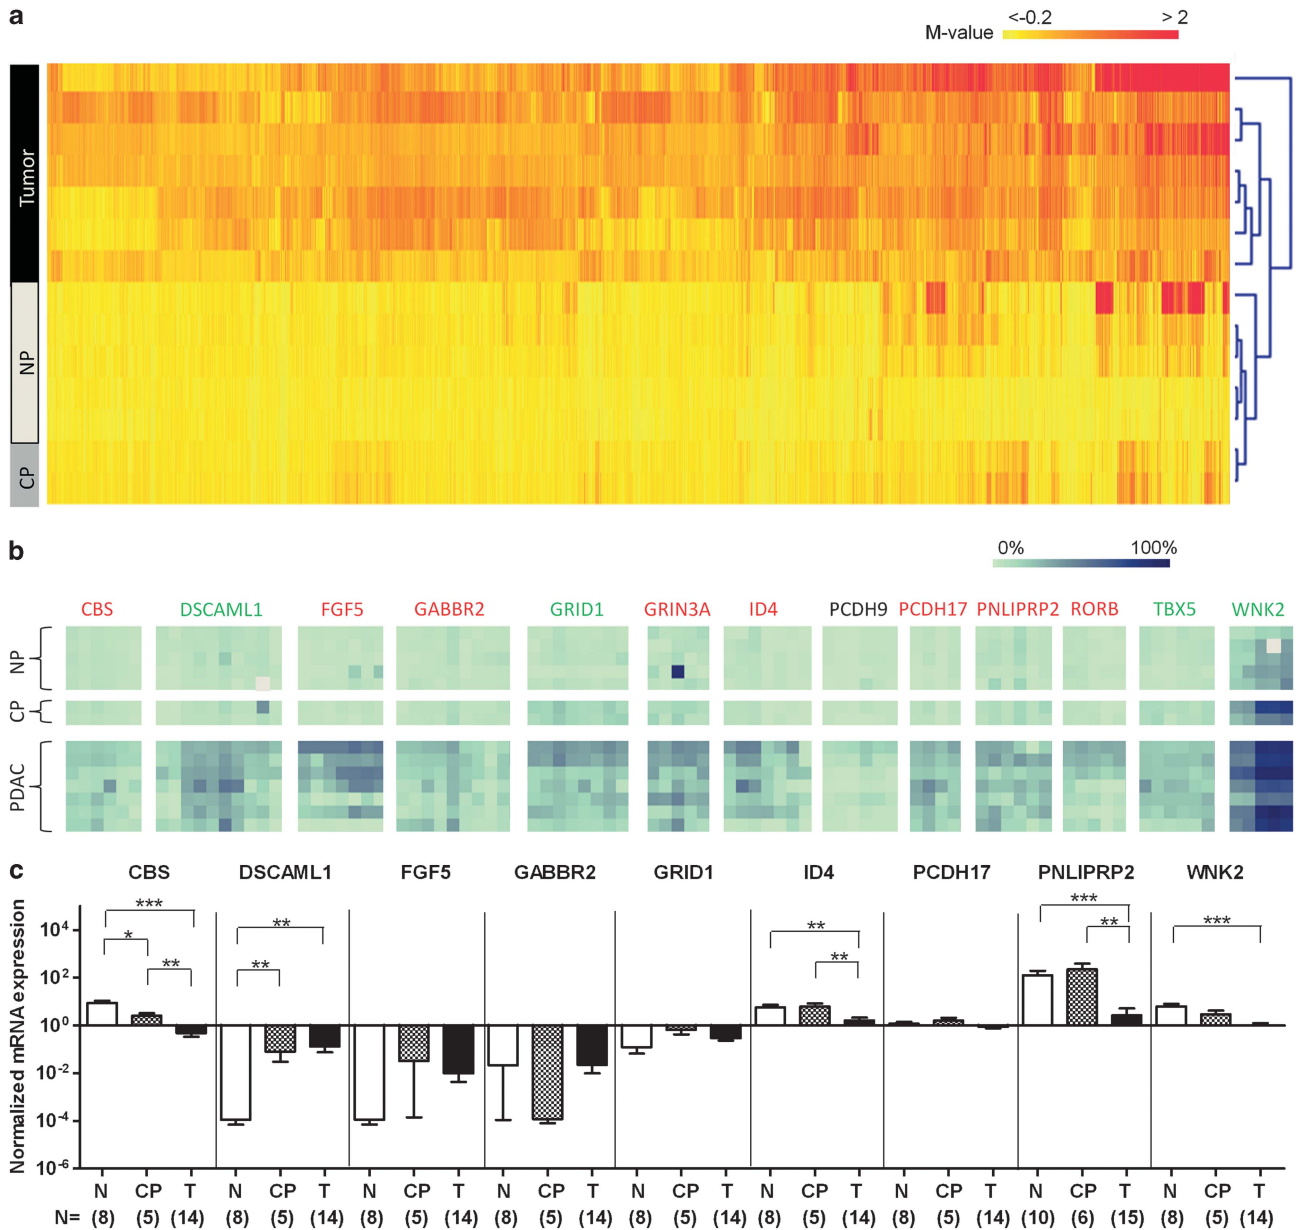 a
<-0.2 > 2
M-value
Tumor
NP
CP
b
0% 100%
CBS DSCAML1 FGF5 GABBR2 GRID1 GRIN3A ID4 PCDH9 PCDH17 PNLIPRP2 RORB TBX5 WNK2
NP
CP
PDAC
c
CBS DSCAML1 FGF5 GABBR2 GRID1 ID4 PCDH17 PNLIPRP2 WNK2
Normalized mRNA expression
10^4
10^2
10^0
10^-2
10^-4
10^-6
*** * **
** **
** **
*** **
***
N CP T N CP T N CP T N CP T N CP T N CP T N CP T N CP T N CP T
N= (8) (5) (14) (8) (5) (14) (8) (5) (14) (8) (5) (14) (8) (5) (14) (8) (5) (14) (8) (5) (14) (10) (6) (15) (8) (5) (14)